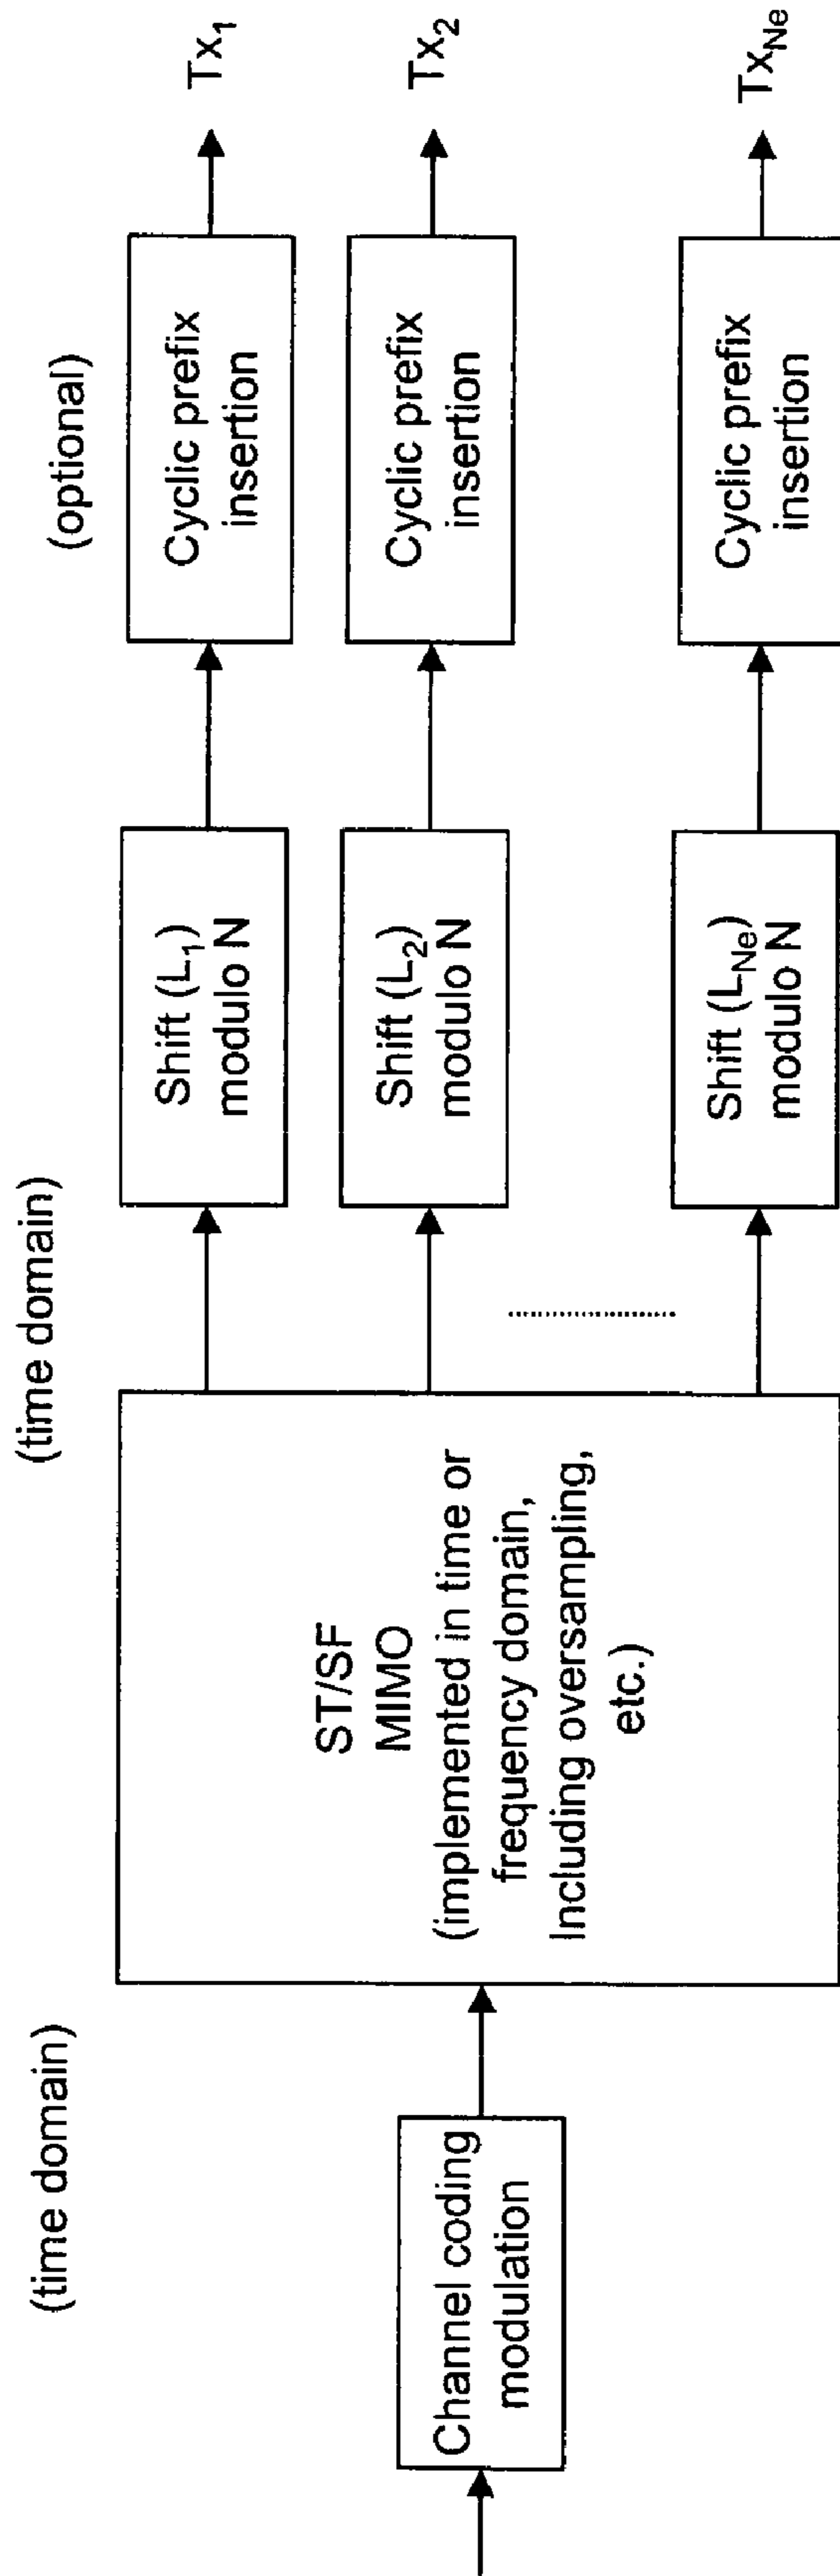 (time domain)
Channel coding
modulation
ST/SF
MIMO
(implemented in time or
frequency domain,
Including oversampling,
etc.)
(time domain)
Shift (L₁)
modulo N
Shift (L₂)
modulo N
Shift (L_Ne)
modulo N
(optional)
Cyclic prefix
insertion
Cyclic prefix
insertion
Cyclic prefix
insertion
Tx₁
Tx₂
Tx_Ne